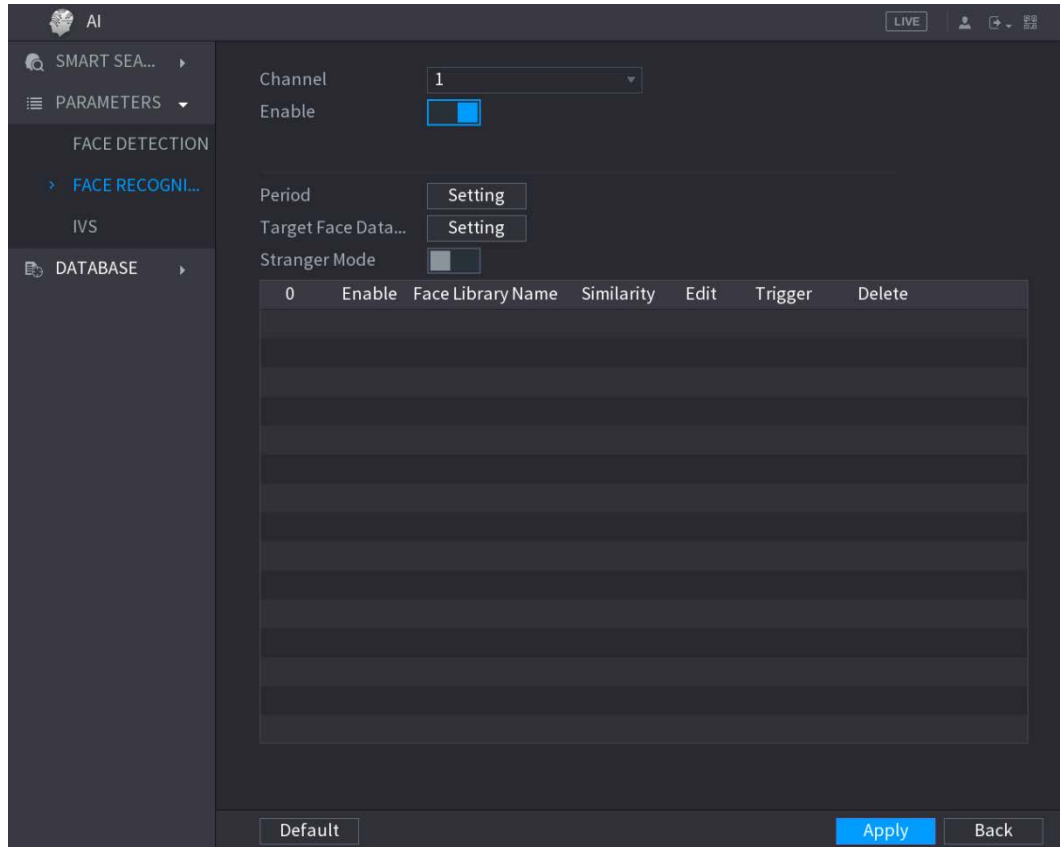 AI LIVE
SMART SEA...
PARAMETERS
FACE DETECTION
FACE RECOGNI...
IVS
DATABASE
Channel 1
Enable
Period Setting
Target Face Data... Setting
Stranger Mode
0 Enable Face Library Name Similarity Edit Trigger Delete
Default Apply Back